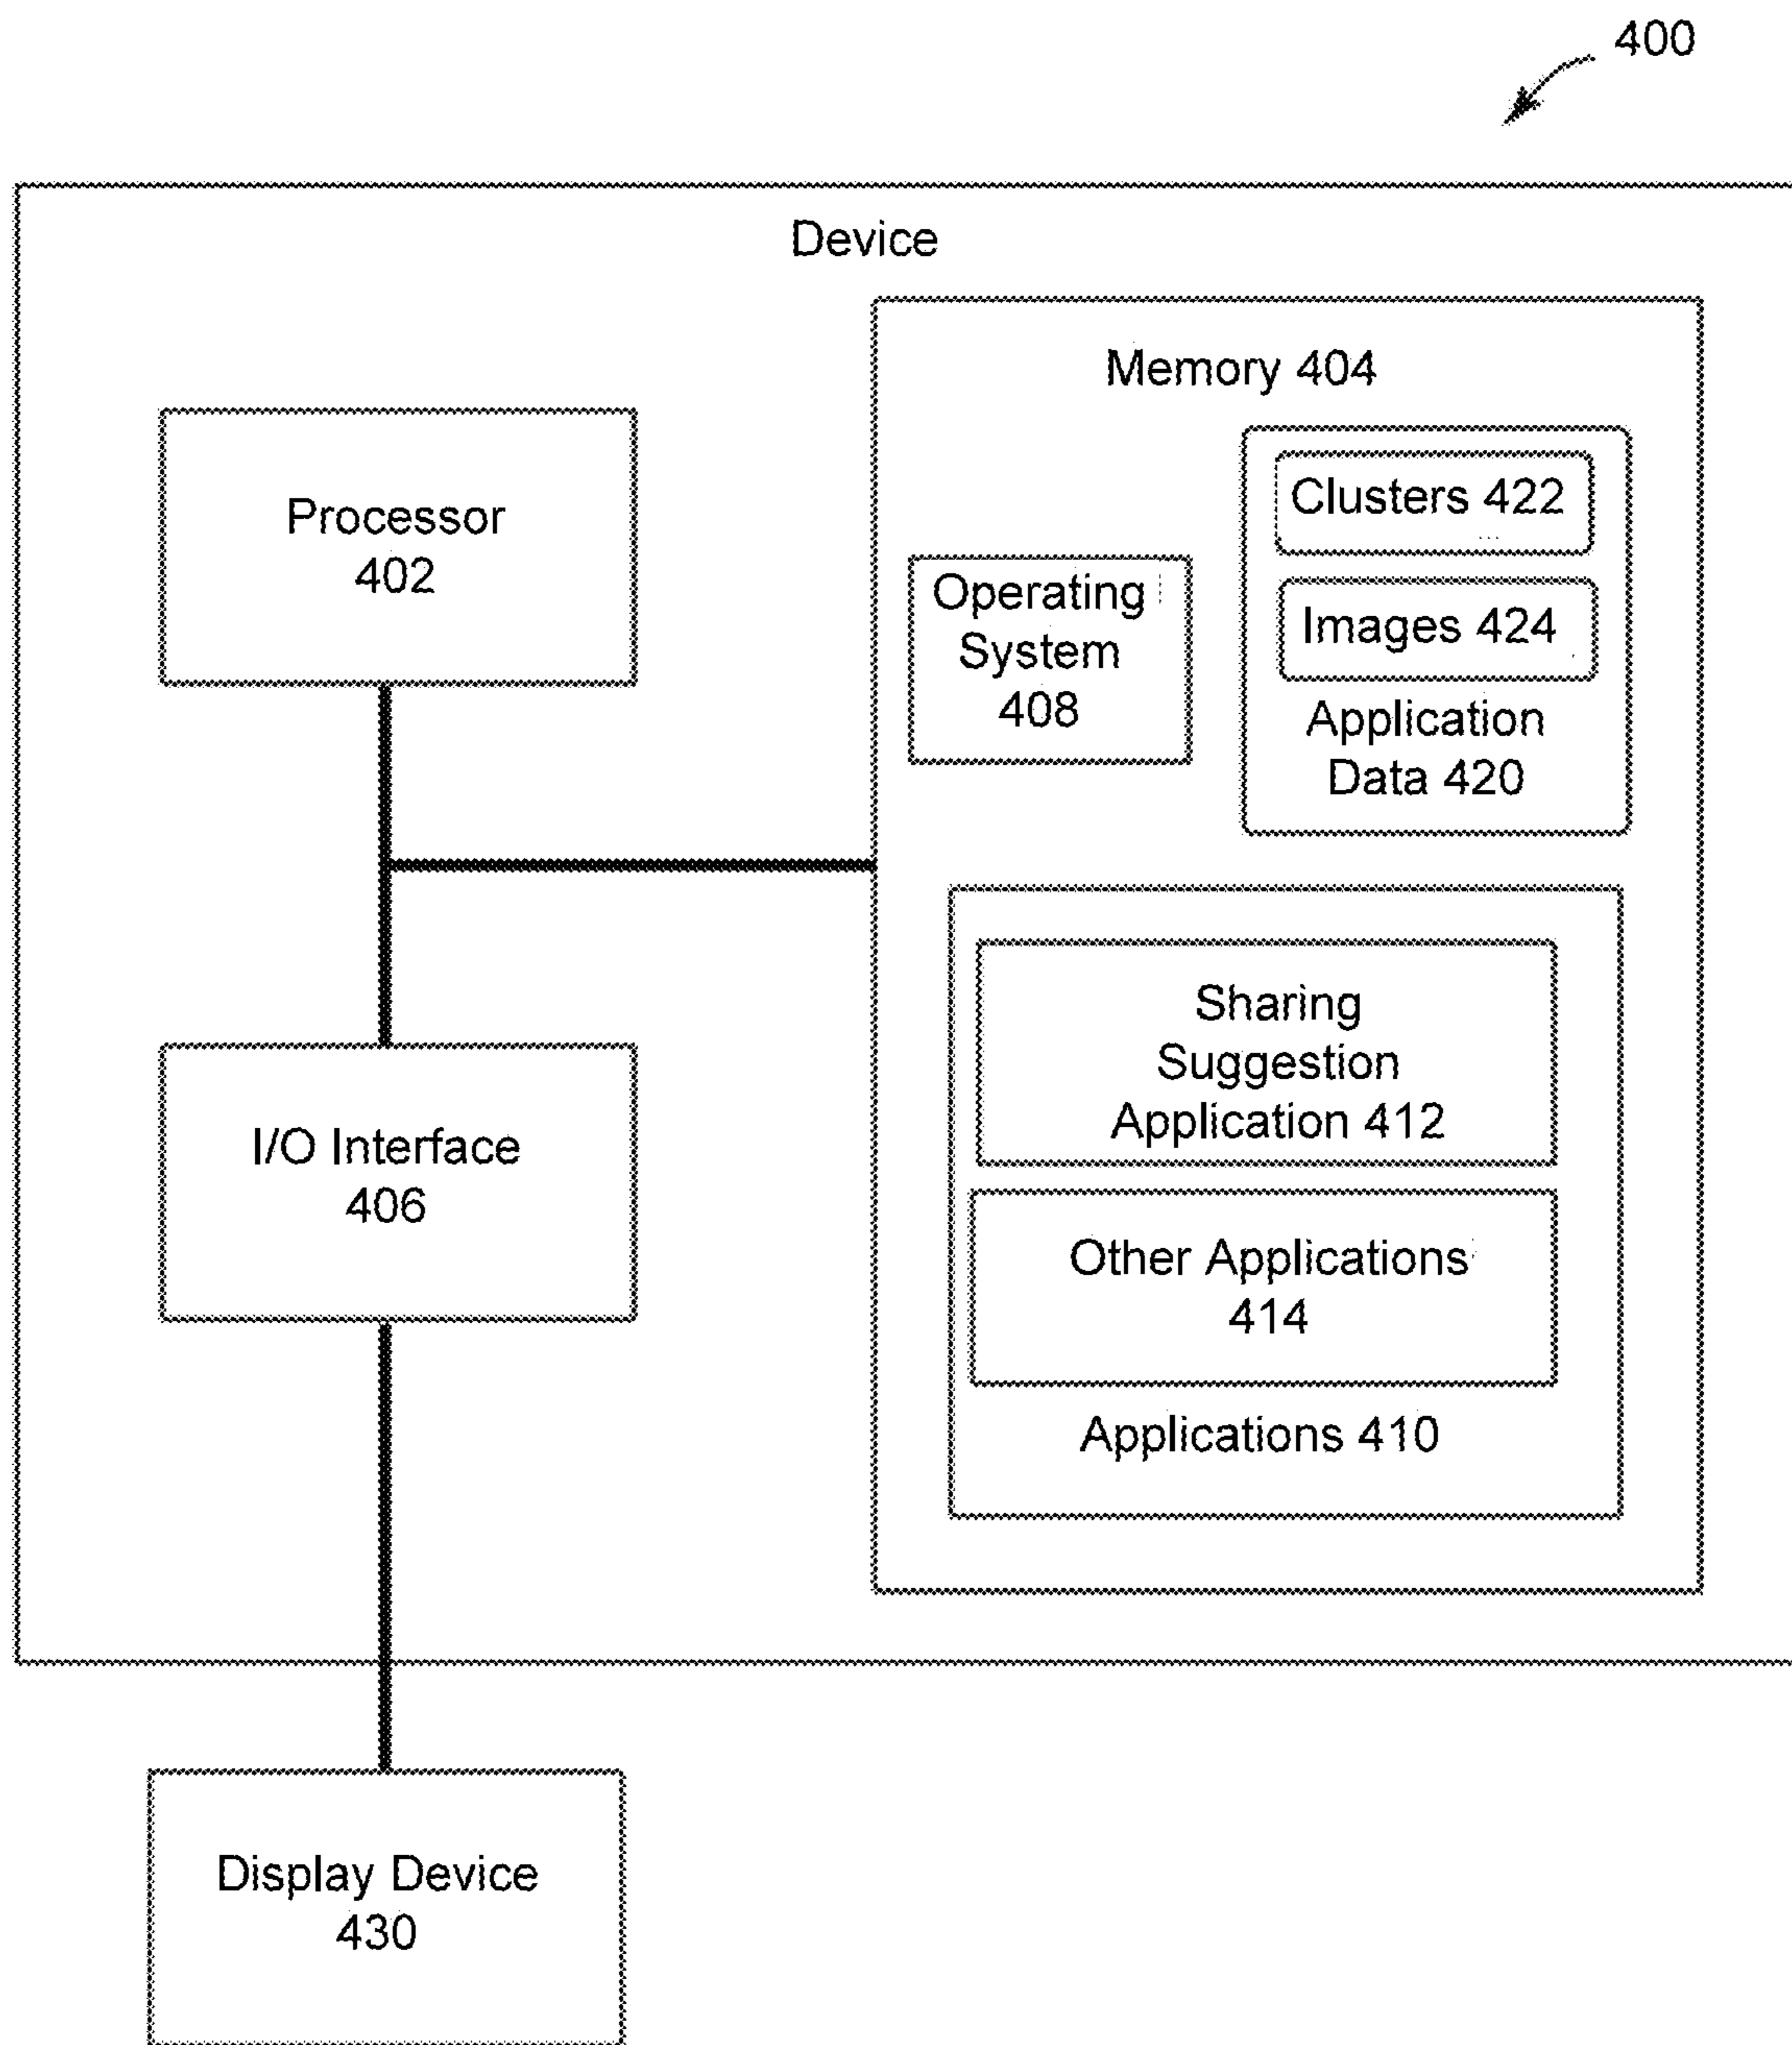 400
Device
Memory 404
Processor
402
Clusters 422
Images 424
Application
Data 420
Operating
System
408
Sharing
Suggestion
Application 412
I/O Interface
406
Other Applications
414
Applications 410
Display Device
430